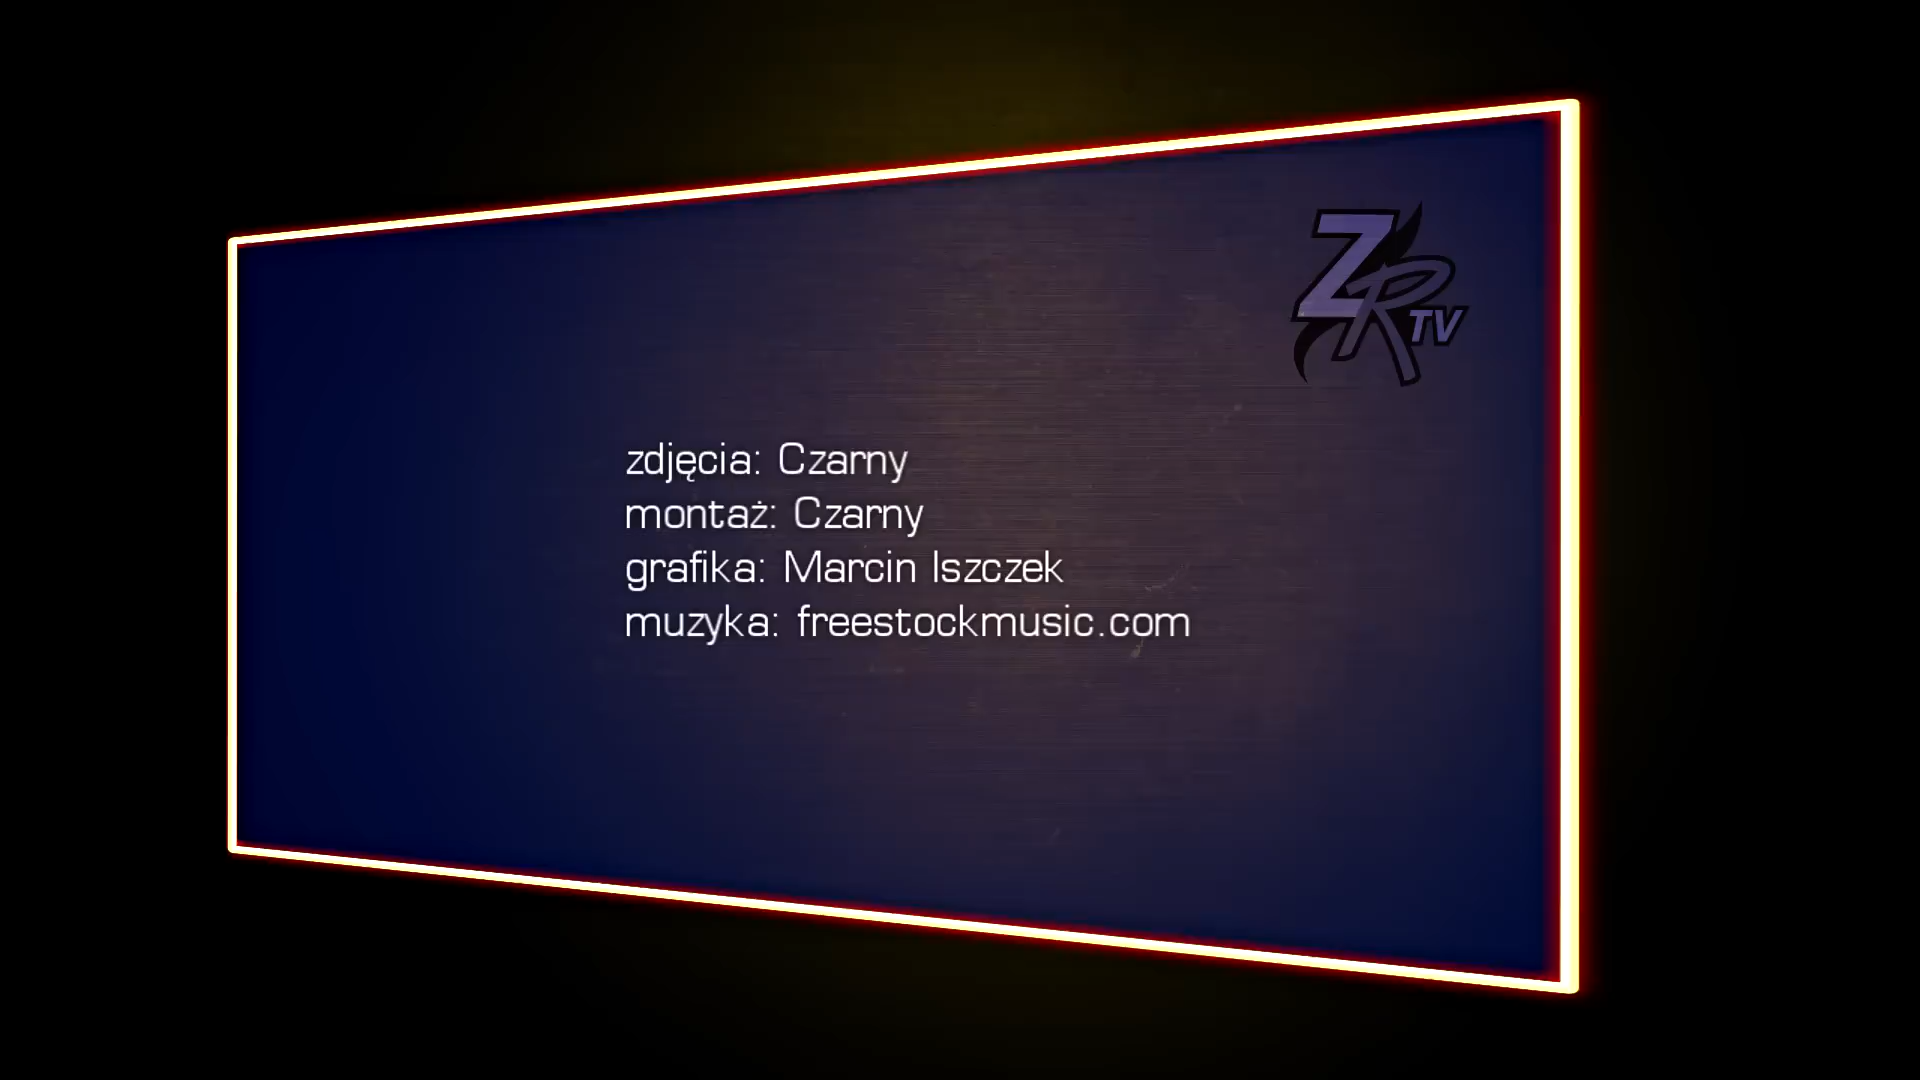 ZR TV
zdjęcia: Czarny
montaż: Czarny
grafika: Marcin Iszczek
muzyka: freestockmusic.com